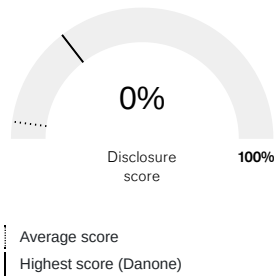 0%
Disclosure
score
100%
Average score
Highest score (Danone)